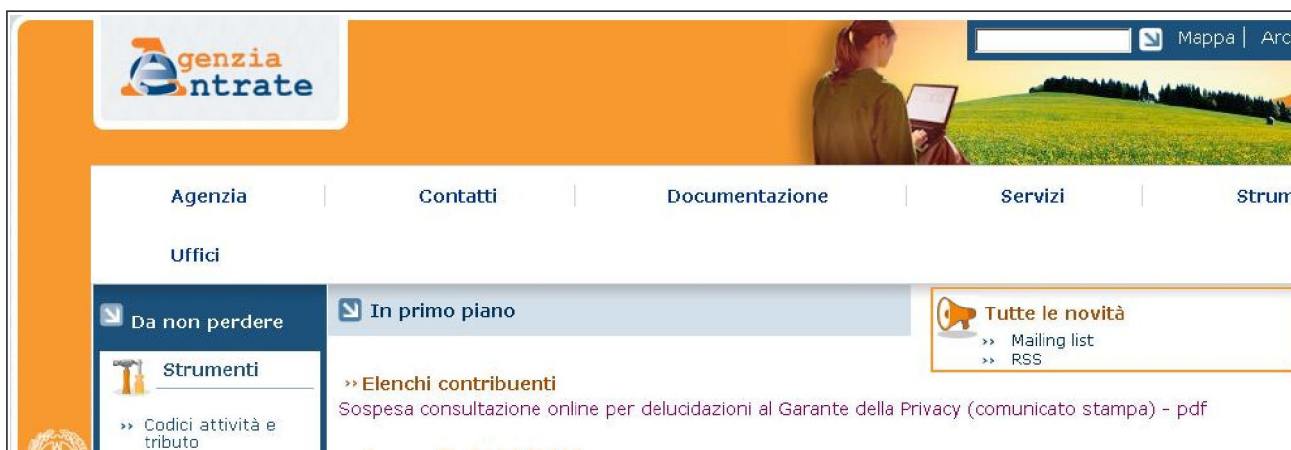 Agenzia
Entrate
Mappa |
Agenzia
Contatti
Documentazione
Servizi
Uffici
Da non perdere
In primo piano
Tutte le novità
›› Mailing list
›› RSS
Strumenti
›› Elenchi contribuenti
Sospesa consultazione online per delucidazioni al Garante della Privacy (comunicato stampa) - pdf
›› Codici attività e
tributo